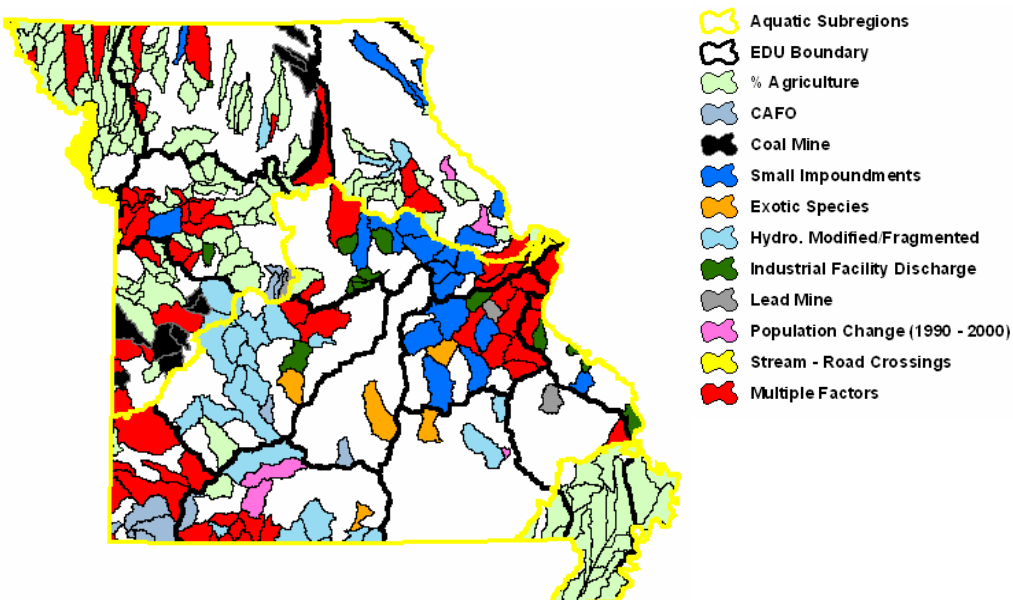 Aquatic Subregions
EDU Boundary
% Agriculture
CAFO
Coal Mine
Small Impoundments
Exotic Species
Hydro. Modified/Fragmented
Industrial Facility Discharge
Lead Mine
Population Change (1990 - 2000)
Stream - Road Crossings
Multiple Factors